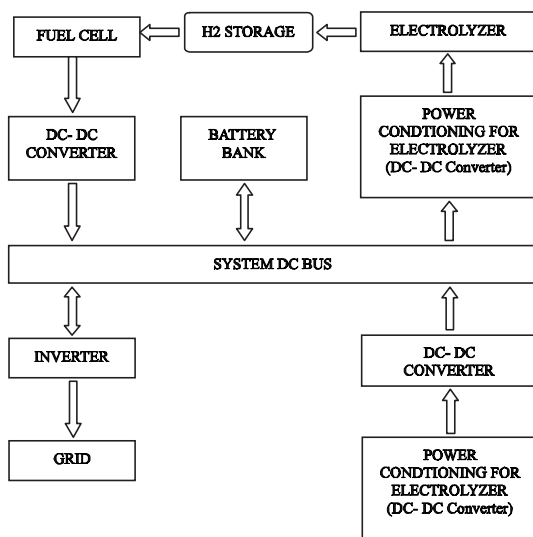 FUEL CELL
H2 STORAGE
ELECTROLYZER
DC- DC
CONVERTER
BATTERY
BANK
POWER
CONDTIONING FOR
ELECTROLYZER
(DC- DC Converter)
SYSTEM DC BUS
INVERTER
DC- DC
CONVERTER
GRID
POWER
CONDTIONING FOR
ELECTROLYZER
(DC- DC Converter)